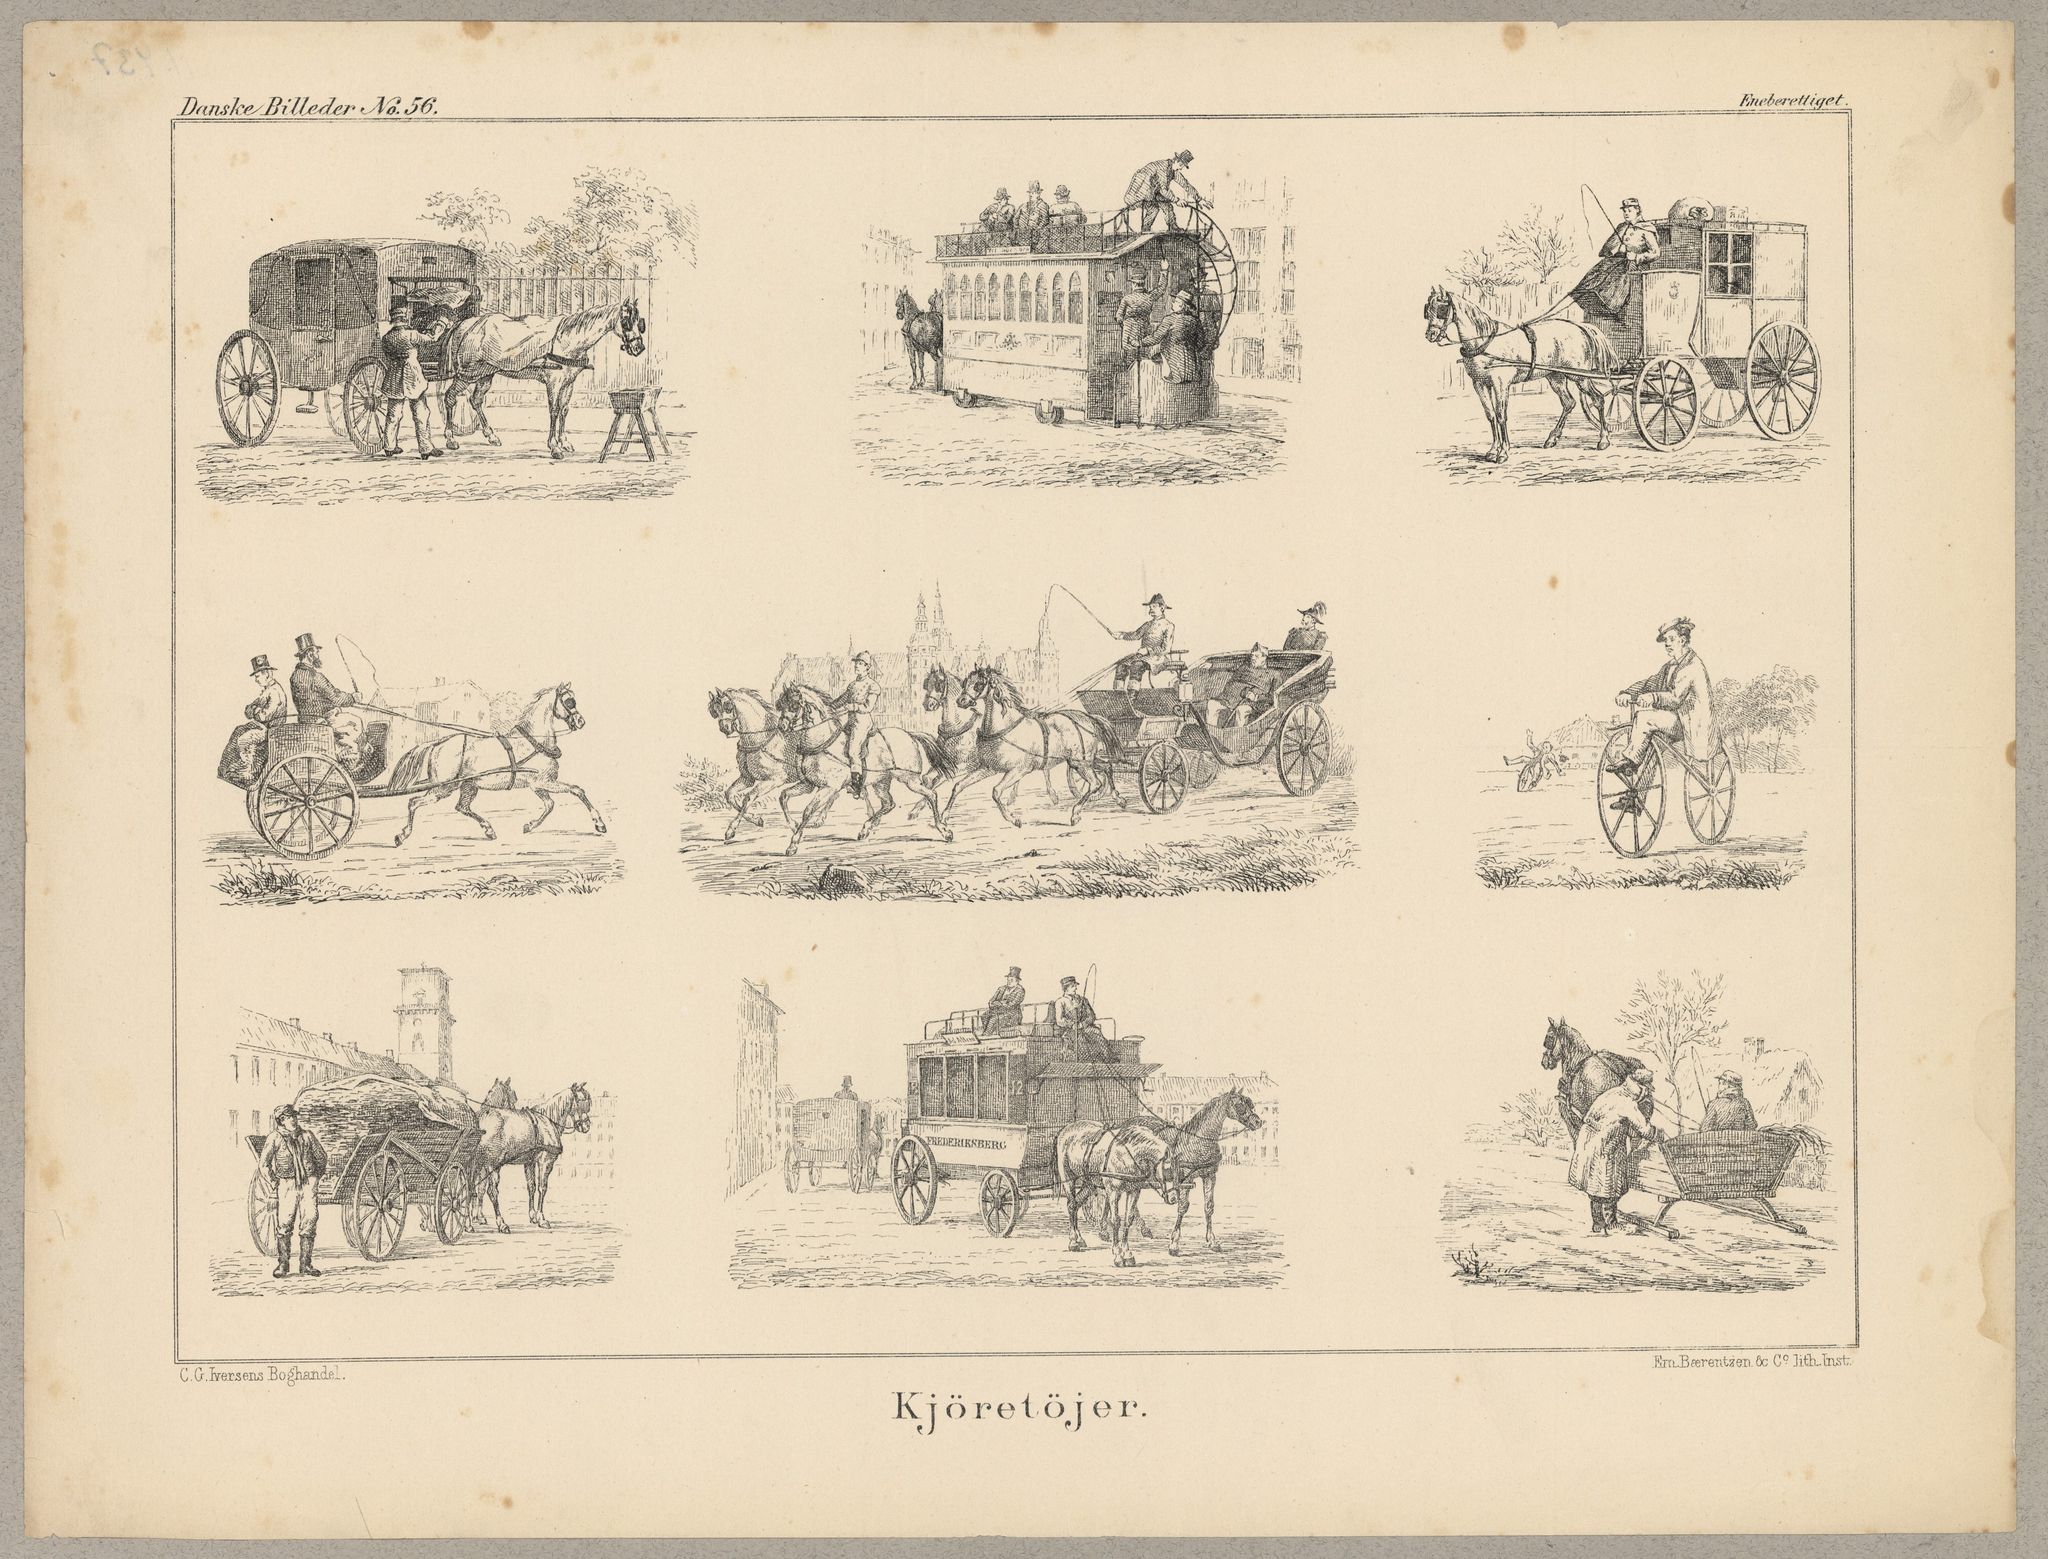 Danske Billeder No. 56.
Eneberettiget.
12
FREDERIKSBERG
C. G. Iversens Boghandel.
Em. Bærentzen & Co. lith. Inst.
Kjöretöjer.